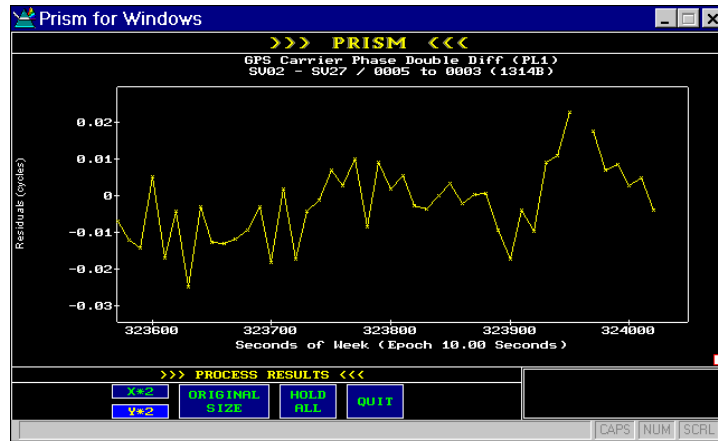 Prism for Windows
>>> PRISM <<<
GPS Carrier Phase Double Diff (PL1)
SV02 - SV27 / 0005 to 0003 (1314B)
0.02
0.01
0
-0.01
-0.02
-0.03
Residuals (cycles)
323600 323700 323800 323900 324000
Seconds of Week (Epoch 10.00 Seconds)
>>> PROCESS RESULTS <<<
X*2
Y*2
ORIGINAL
SIZE
HOLD
ALL
QUIT
CAPS NUM SCRL